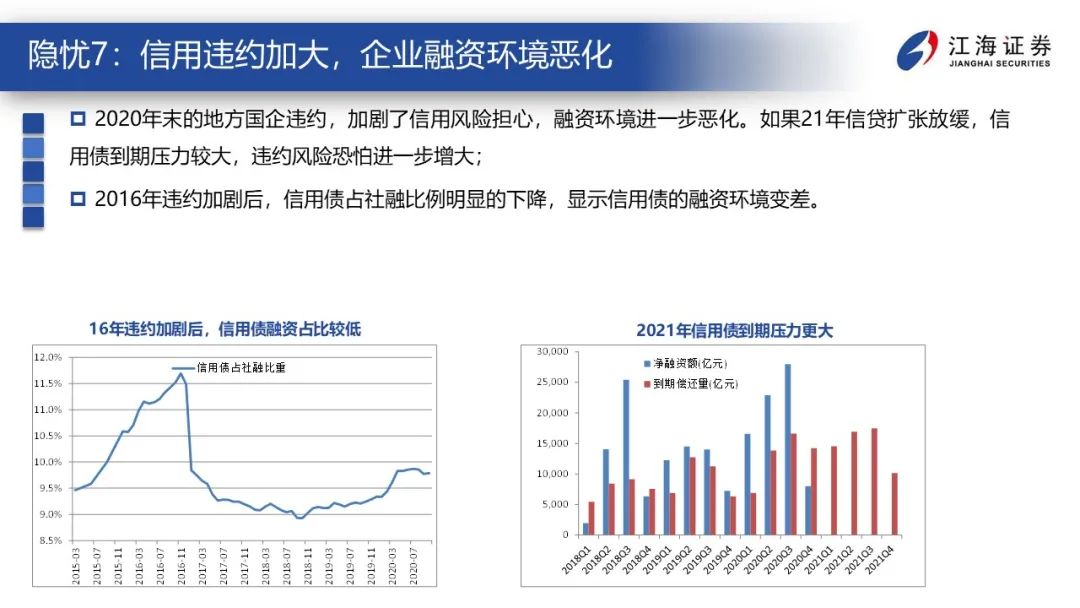 隐忧7：信用违约加大，企业融资环境恶化
江海证券
JIANGHAI SECURITIES
2020年末的地方国企违约，加剧了信用风险担心，融资环境进一步恶化。如果21年信贷扩张放缓，信
用债到期压力较大，违约风险恐怕进一步增大；
2016年违约加剧后，信用债占社融比例明显的下降，显示信用债的融资环境变差。
16年违约加剧后，信用债融资占比较低
信用债占社融比重
12.0%
11.5%
11.0%
10.5%
10.0%
9.5%
9.0%
8.5%
2015-03
2015-07
2015-11
2016-03
2016-07
2016-11
2017-03
2017-07
2017-11
2018-03
2018-07
2018-11
2019-03
2019-07
2019-11
2020-03
2020-07
2021年信用债到期压力更大
净融资额(亿元)
到期偿还量(亿元)
30,000
25,000
20,000
15,000
10,000
5,000
0
2018Q1
2018Q2
2018Q3
2018Q4
2019Q1
2019Q2
2019Q3
2019Q4
2020Q1
2020Q2
2020Q3
2020Q4
2021Q1
2021Q2
2021Q3
2021Q4